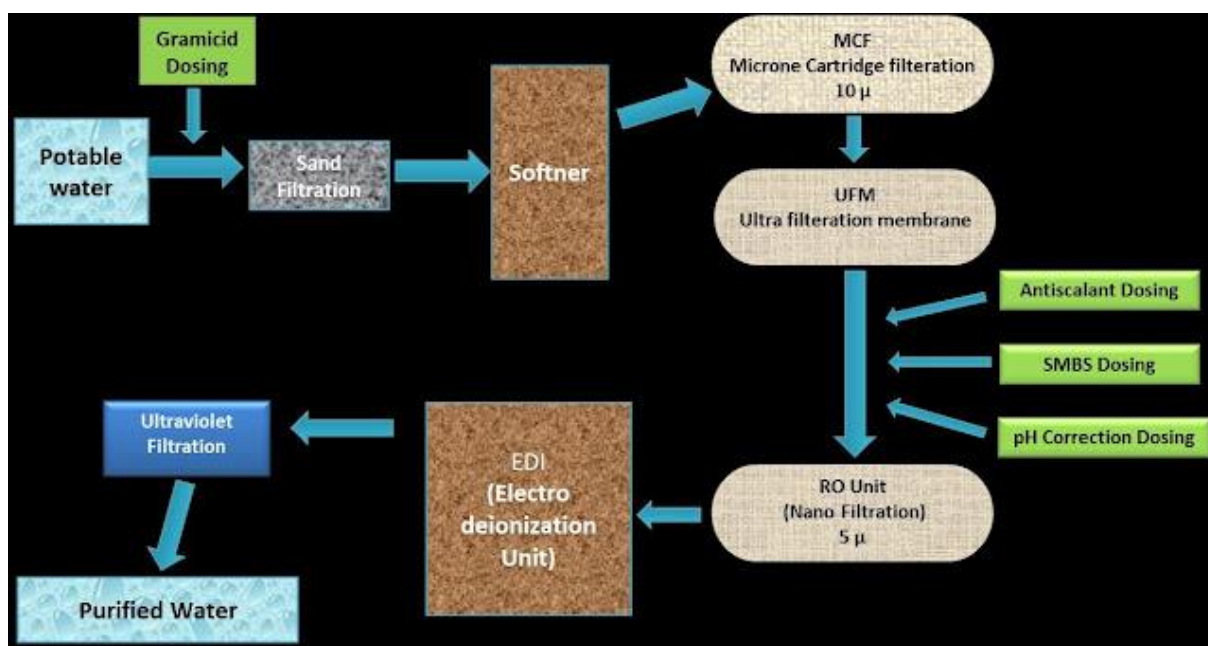 Gramicid
Dosing
Potable
water
Sand
Filtration
Softner
MCF
Microne Cartridge filteration
10 μ
UFM
Ultra filteration membrane
Antiscalant Dosing
SMBS Dosing
pH Correction Dosing
RO Unit
(Nano Filtration)
5 μ
EDI
(Electro
deionization
Unit)
Ultraviolet
Filtration
Purified Water